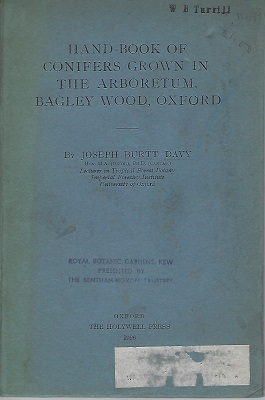 W B Turrill
HAND-BOOK OF
CONIFERS GROWN IN
THE ARBORETUM,
BAGLEY WOOD, OXFORD
By JOSEPH BURTT DAVY
Lecturer in Tropical Forest Botany
Imperial Forestry Institute
University of Oxford
ROYAL BOTANIC GARDENS, KEW
PRESENTED BY
THE BENTHAM-MOXON TRUSTEES
OXFORD
THE HOLYWELL PRESS